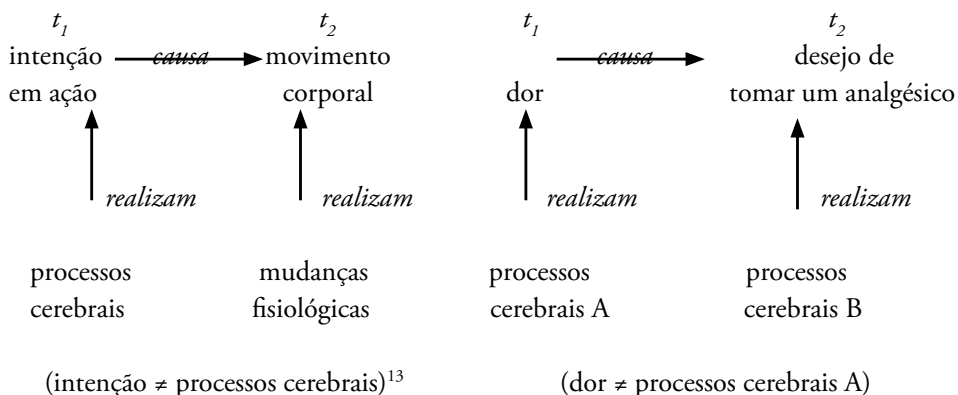 t1 t2 t1 t2
intenção causa movimento causa desejo de
em ação corporal dor tomar um analgésico
realizam realizam realizam realizam
processos mudanças processos processos
cerebrais fisiológicas cerebrais A cerebrais B
(intenção ≠ processos cerebrais)13 (dor ≠ processos cerebrais A)